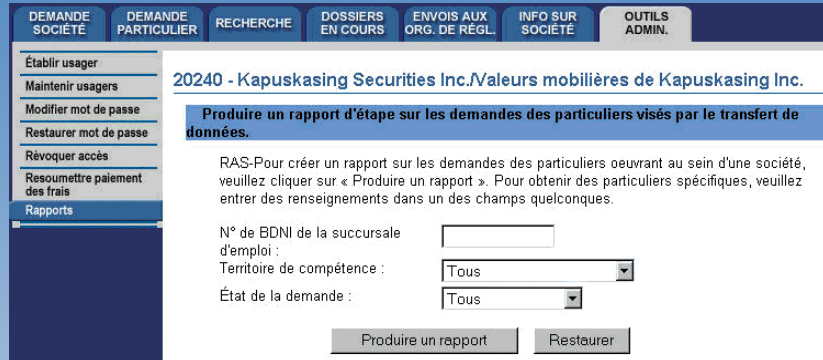 DEMANDE SOCIÉTÉ
DEMANDE PARTICULIER
RECHERCHE
DOSSIERS EN COURS
ENVOIS AUX ORG. DE RÉGL.
INFO SUR SOCIÉTÉ
OUTILS ADMIN.
Établir usager
Maintenir usagers
Modifier mot de passe
Restaurer mot de passe
Révoquer accès
Resoumettre paiement
des frais
Rapports
20240 - Kapuskasing Securities Inc./Valeurs mobilières de Kapuskasing Inc.
Produire un rapport d'étape sur les demandes des particuliers visés par le transfert de
données.
RAS-Pour créer un rapport sur les demandes des particuliers oeuvrant au sein d'une société,
veuillez cliquer sur « Produire un rapport ». Pour obtenir des particuliers spécifiques, veuillez
entrer des renseignements dans un des champs quelconques.
N° de BDNI de la succursale
d'emploi :
Territoire de compétence : Tous
État de la demande : Tous
Produire un rapport Restaurer